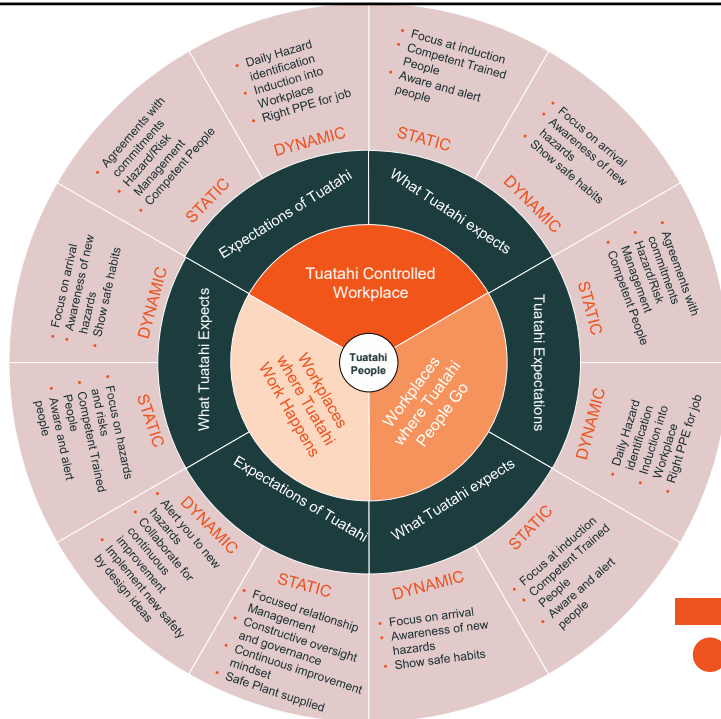 Tuatahi
People
Tuatahi Controlled
Workplace
Workplaces
where Tuatahi
People Go
Workplaces
where Tuatahi
Work Happens
Expectations of Tuatahi
What Tuatahi expects
Tuatahi Expectations
What Tuatahi expects
Expectations of Tuatahi
What Tuatahi Expects
• Daily Hazard
identification
• Induction into
Workplace
• Right PPE for job
DYNAMIC
• Focus at induction
• Competent Trained
People
• Aware and alert
people
STATIC
• Focus on arrival
• Awareness of new
hazards
• Show safe habits
DYNAMIC
• Agreements with
commitments
• Hazard/Risk
Management
• Competent People
STATIC
DYNAMIC
• Daily Hazard
identification
• Induction into
Workplace
• Right PPE for job
STATIC
• Focus at induction
• Competent Trained
People
• Aware and alert
people
DYNAMIC
• Focus on arrival
• Awareness of new
hazards
• Show safe habits
STATIC
• Focused relationship
Management
• Constructive oversight
and governance
• Continuous improvement
mindset
• Safe Plant supplied
DYNAMIC
• Alert you to new
hazards
• Collaborate for
continuous
improvement
• Implement new safety
by design ideas
STATIC
• Focus on hazards
and risks
• Competent Trained
People
• Aware and alert
people
• Focus on arrival
• Awareness of new
hazards
• Show safe habits
DYNAMIC
• Agreements with
commitments
• Hazard/Risk
Management
• Competent People
STATIC